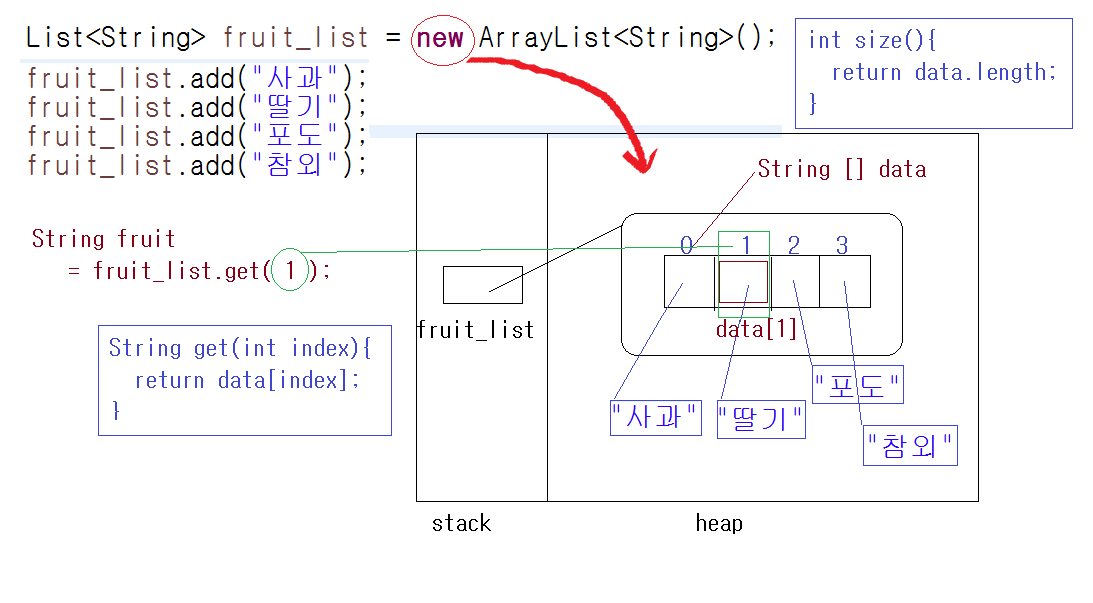 List<String> fruit_list = new ArrayList<String>();
fruit_list.add("사과");
fruit_list.add("딸기");
fruit_list.add("포도");
fruit_list.add("참외");
int size(){
return data.length;
}
String [] data
String fruit
= fruit_list.get( 1 );
0 1 2 3
fruit_list
data[1]
String get(int index){
return data[index];
}
"포도"
"사과"
"딸기"
"참외"
stack
heap